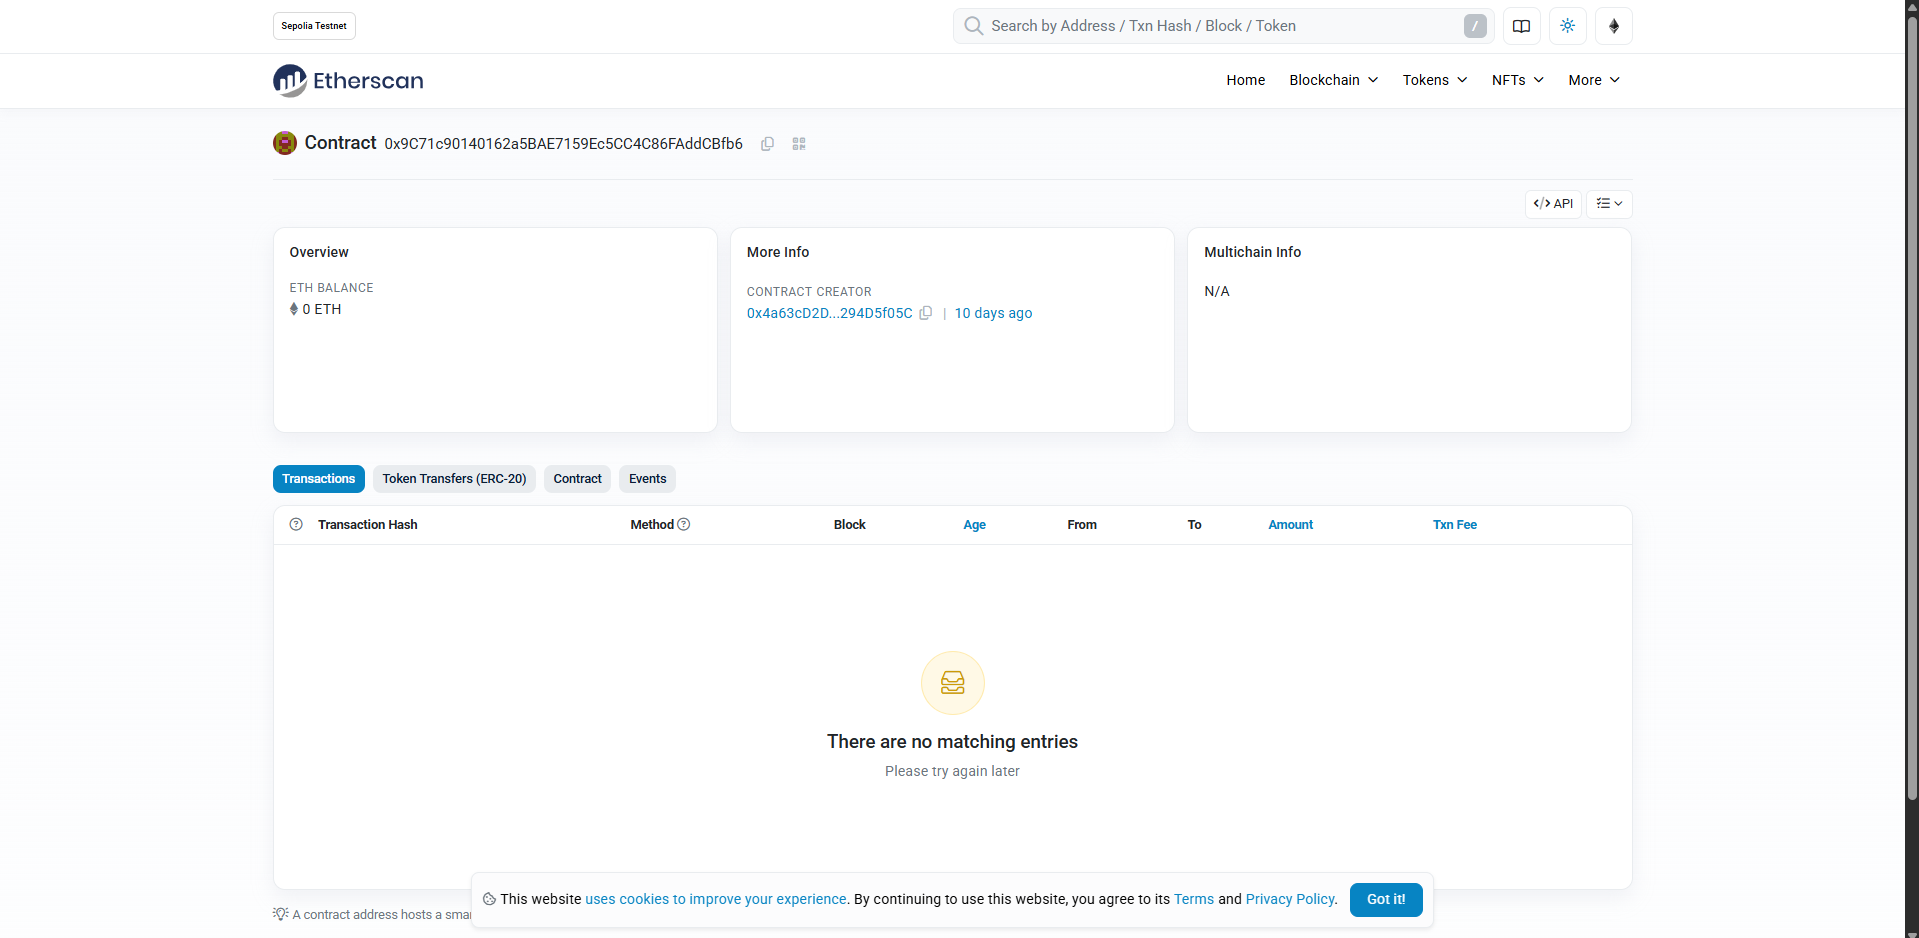 Sepolia Testnet
Search by Address / Txn Hash / Block / Token
/
Etherscan
Home
Blockchain
Tokens
NFTs
More
Contract 0x9C71c90140162a5BAE7159Ec5CC4C86FAddCBfb6
</> API
Overview
ETH BALANCE
0 ETH
More Info
CONTRACT CREATOR
0x4a63cD2D...294D5f05C | 10 days ago
Multichain Info
N/A
Transactions
Token Transfers (ERC-20)
Contract
Events
? Transaction Hash Method ? Block Age From To Amount Txn Fee
There are no matching entries
Please try again later
This website uses cookies to improve your experience. By continuing to use this website, you agree to its Terms and Privacy Policy.
Got it!
A contract address hosts a